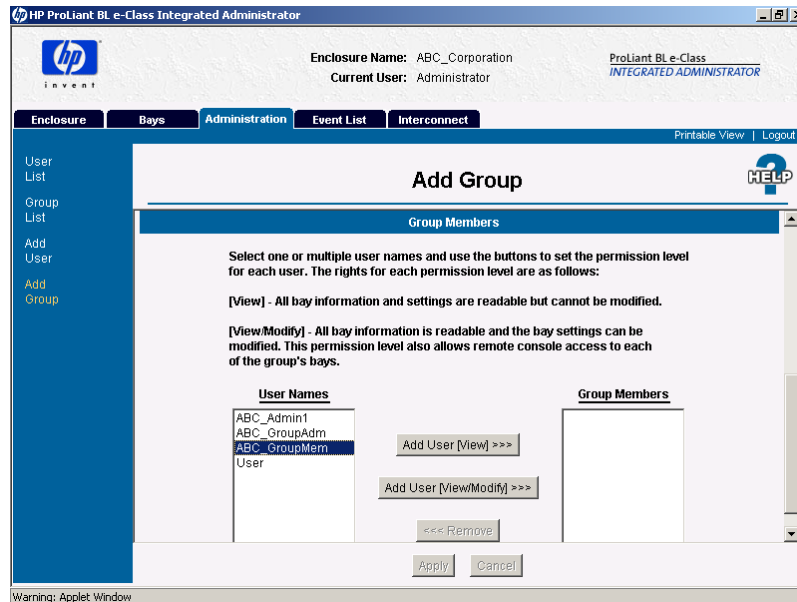 HP ProLiant BL e-Class Integrated Administrator
hp
invent
Enclosure Name: ABC_Corporation
Current User: Administrator
ProLiant BL e-Class
INTEGRATED ADMINISTRATOR
Enclosure Bays Administration Event List Interconnect
Printable View | Logout
User
List
Group
List
Add
User
Add
Group
Add Group
?
HELP
Group Members
Select one or multiple user names and use the buttons to set the permission level
for each user. The rights for each permission level are as follows:
[View] - All bay information and settings are readable but cannot be modified.
[View/Modify] - All bay information is readable and the bay settings can be
modified. This permission level also allows remote console access to each
of the group's bays.
User Names
Group Members
ABC_Admin1
ABC_GroupAdm
ABC_GroupMem
User
Add User [View] >>>
Add User [View/Modify] >>>
<<< Remove
Apply Cancel
Warning: Applet Window